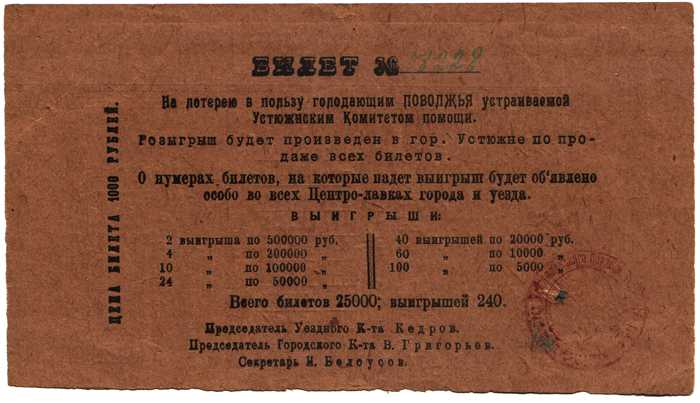 БИЛЕТ №
На лотерею в пользу голодающим ПОВОЛЖЬЯ устраиваемой
Устюжнским Комитетом помощи.
Розыгрыш будет произведен в гор. Устюжне по про-
даже всех билетов.
О нумерах билетов, на которые падет выигрыш будет об'явлено
особо во всех Центро-лавках города и уезда.
ВЫИГРЫШИ:
2 выигрыша по 500000 руб. 40 выигрышей по 20000 руб.
4 „ по 200000 „ 60 „ по 10000 „
10 „ по 100000 „ 100 „ по 5000 „
24 „ по 50000 „
Всего билетов 25000; выигрышей 240.
Председатель Уездного К-та Кедров.
Председатель Городского К-та В. Григорьев.
Секретарь И. Белоусов.
ЦЕНА БИЛЕТА 1000 РУБЛЕЙ.